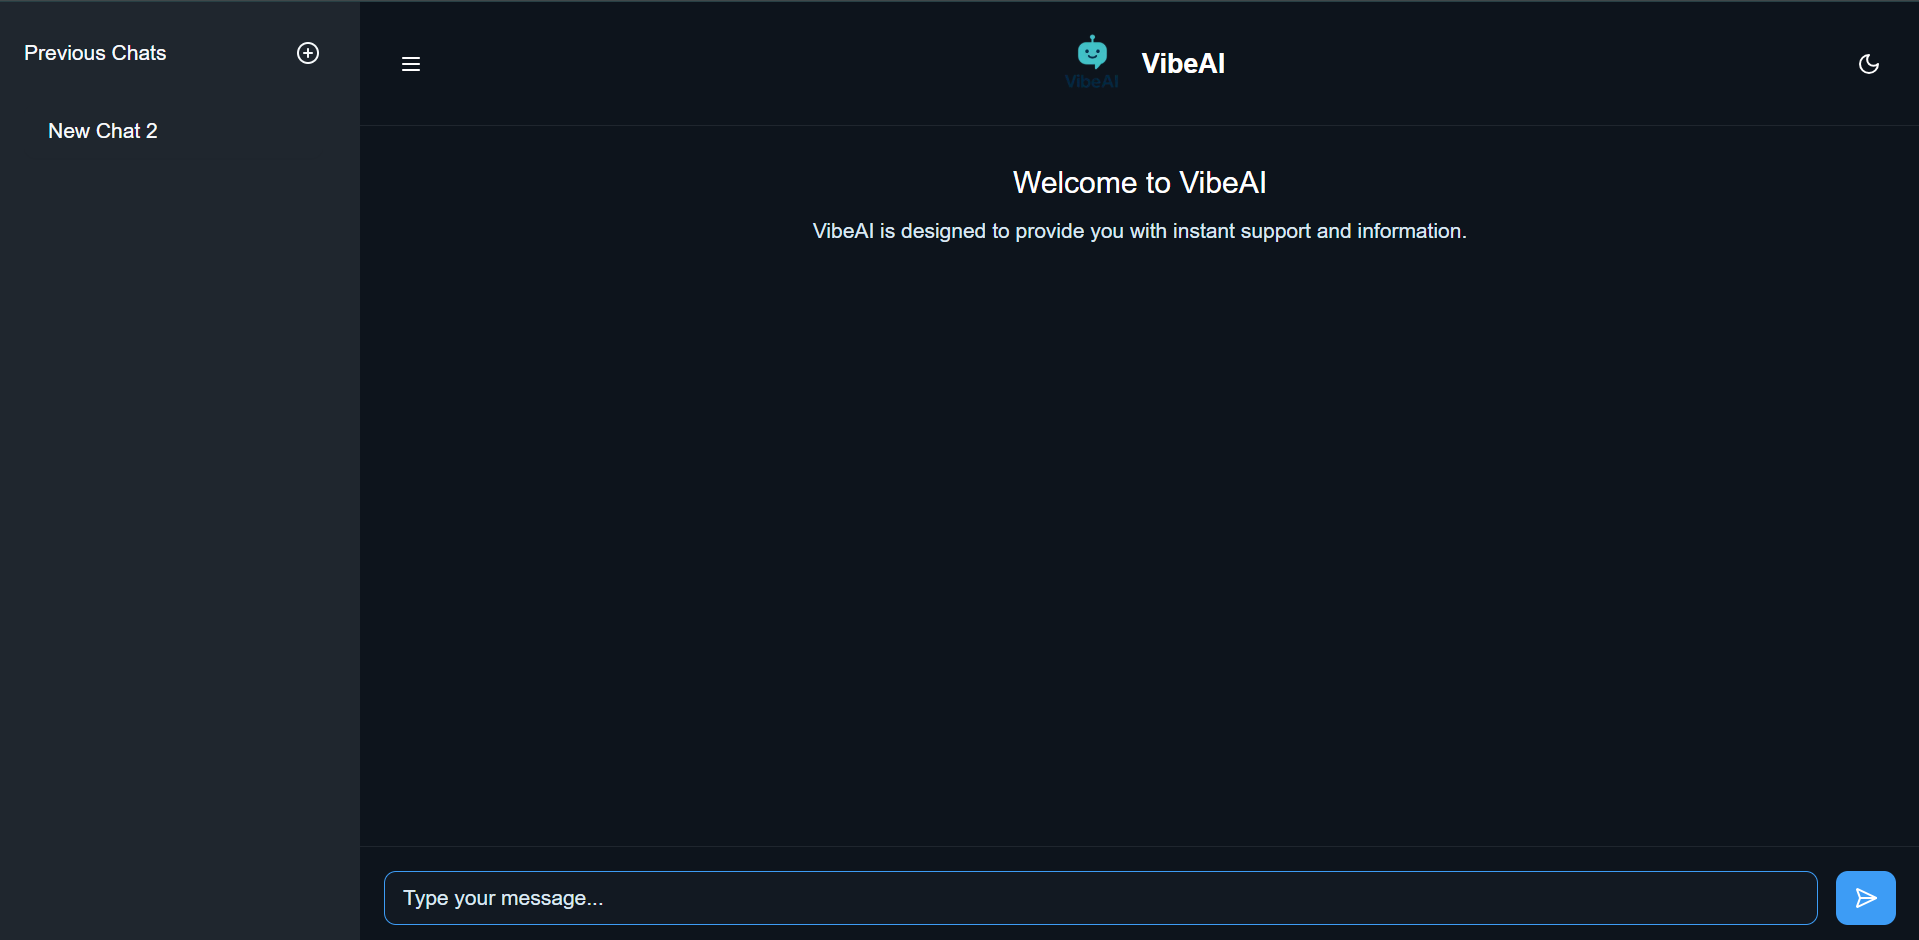 Previous Chats
New Chat 2
VibeAI
VibeAI
Welcome to VibeAI
VibeAI is designed to provide you with instant support and information.
Type your message...